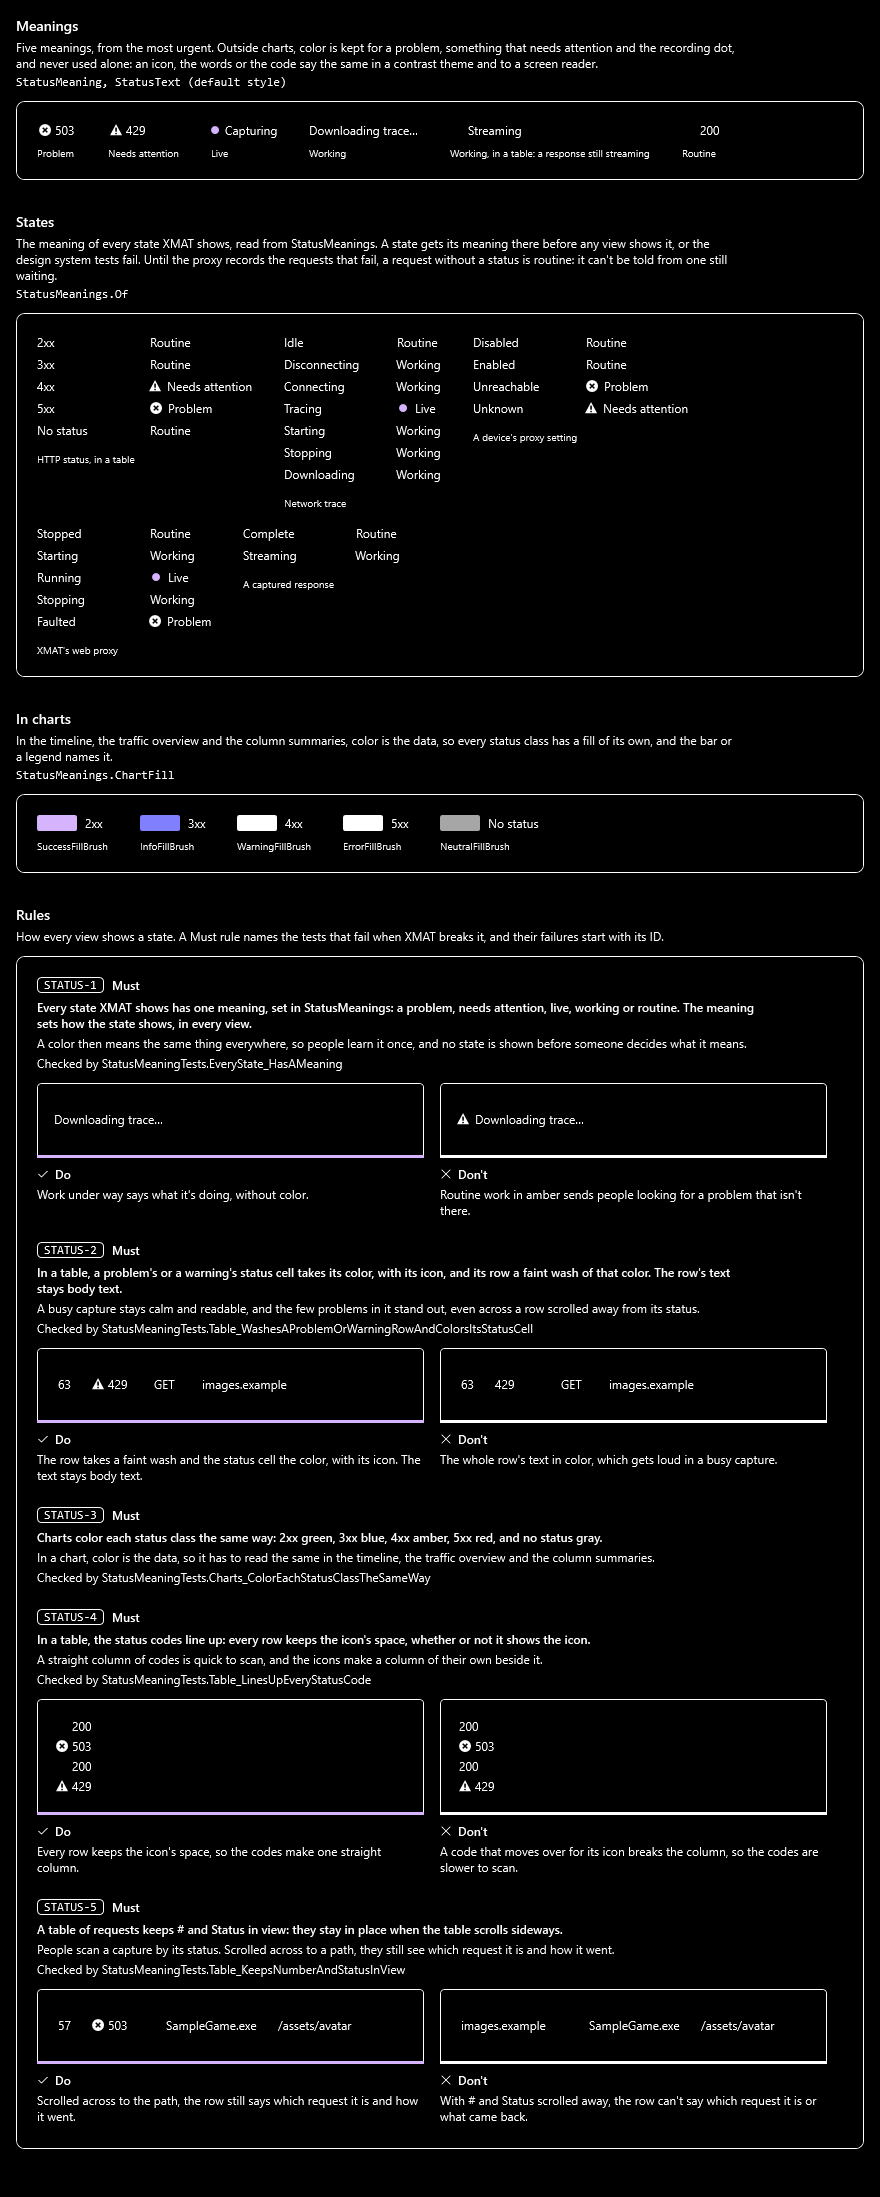 Meanings
Five meanings, from the most urgent. Outside charts, color is kept for a problem, something that needs attention and the recording dot,
and never used alone: an icon, the words or the code say the same in a contrast theme and to a screen reader.
StatusMeaning, StatusText (default style)
503 429 Capturing Downloading trace... Streaming 200
Problem Needs attention Live Working Working, in a table: a response still streaming Routine
States
The meaning of every state XMAT shows, read from StatusMeanings. A state gets its meaning there before any view shows it, or the
design system tests fail. Until the proxy records the requests that fail, a request without a status is routine: it can't be told from one still
waiting.
StatusMeanings.Of
2xx Routine
3xx Routine
4xx Needs attention
5xx Problem
No status Routine
HTTP status, in a table
Idle Routine
Disconnecting Working
Connecting Working
Tracing Live
Starting Working
Stopping Working
Downloading Working
Network trace
Disabled Routine
Enabled Routine
Unreachable Problem
Unknown Needs attention
A device's proxy setting
Stopped Routine
Starting Working
Running Live
Stopping Working
Faulted Problem
XMAT's web proxy
Complete Routine
Streaming Working
A captured response
In charts
In the timeline, the traffic overview and the column summaries, color is the data, so every status class has a fill of its own, and the bar or
a legend names it.
StatusMeanings.ChartFill
2xx 3xx 4xx 5xx No status
SuccessFillBrush InfoFillBrush WarningFillBrush ErrorFillBrush NeutralFillBrush
Rules
How every view shows a state. A Must rule names the tests that fail when XMAT breaks it, and their failures start with its ID.
STATUS-1 Must
Every state XMAT shows has one meaning, set in StatusMeanings: a problem, needs attention, live, working or routine. The meaning
sets how the state shows, in every view.
A color then means the same thing everywhere, so people learn it once, and no state is shown before someone decides what it means.
Checked by StatusMeaningTests.EveryState_HasAMeaning
Downloading trace...
Do
Work under way says what it's doing, without color.
Downloading trace...
Don't
Routine work in amber sends people looking for a problem that isn't
there.
STATUS-2 Must
In a table, a problem's or a warning's status cell takes its color, with its icon, and its row a faint wash of that color. The row's text
stays body text.
A busy capture stays calm and readable, and the few problems in it stand out, even across a row scrolled away from its status.
Checked by StatusMeaningTests.Table_WashesAProblemOrWarningRowAndColorsItsStatusCell
63 429 GET images.example
Do
The row takes a faint wash and the status cell the color, with its icon. The
text stays body text.
63 429 GET images.example
Don't
The whole row's text in color, which gets loud in a busy capture.
STATUS-3 Must
Charts color each status class the same way: 2xx green, 3xx blue, 4xx amber, 5xx red, and no status gray.
In a chart, color is the data, so it has to read the same in the timeline, the traffic overview and the column summaries.
Checked by StatusMeaningTests.Charts_ColorEachStatusClassTheSameWay
STATUS-4 Must
In a table, the status codes line up: every row keeps the icon's space, whether or not it shows the icon.
A straight column of codes is quick to scan, and the icons make a column of their own beside it.
Checked by StatusMeaningTests.Table_LinesUpEveryStatusCode
200
503
200
429
Do
Every row keeps the icon's space, so the codes make one straight
column.
200
503
200
429
Don't
A code that moves over for its icon breaks the column, so the codes are
slower to scan.
STATUS-5 Must
A table of requests keeps # and Status in view: they stay in place when the table scrolls sideways.
People scan a capture by its status. Scrolled across to a path, they still see which request it is and how it went.
Checked by StatusMeaningTests.Table_KeepsNumberAndStatusInView
57 503 SampleGame.exe /assets/avatar
Do
Scrolled across to the path, the row still says which request it is and how
it went.
images.example SampleGame.exe /assets/avatar
Don't
With # and Status scrolled away, the row can't say which request it is or
what came back.